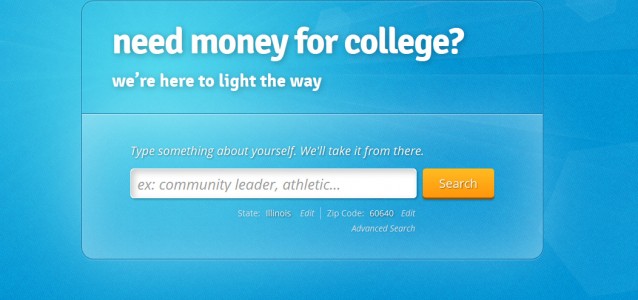 need money for college?
we're here to light the way
Type something about yourself. We'll take it from there.
ex: community leader, athletic... Search
State: Illinois Edit | Zip Code: 60640 Edit
Advanced Search